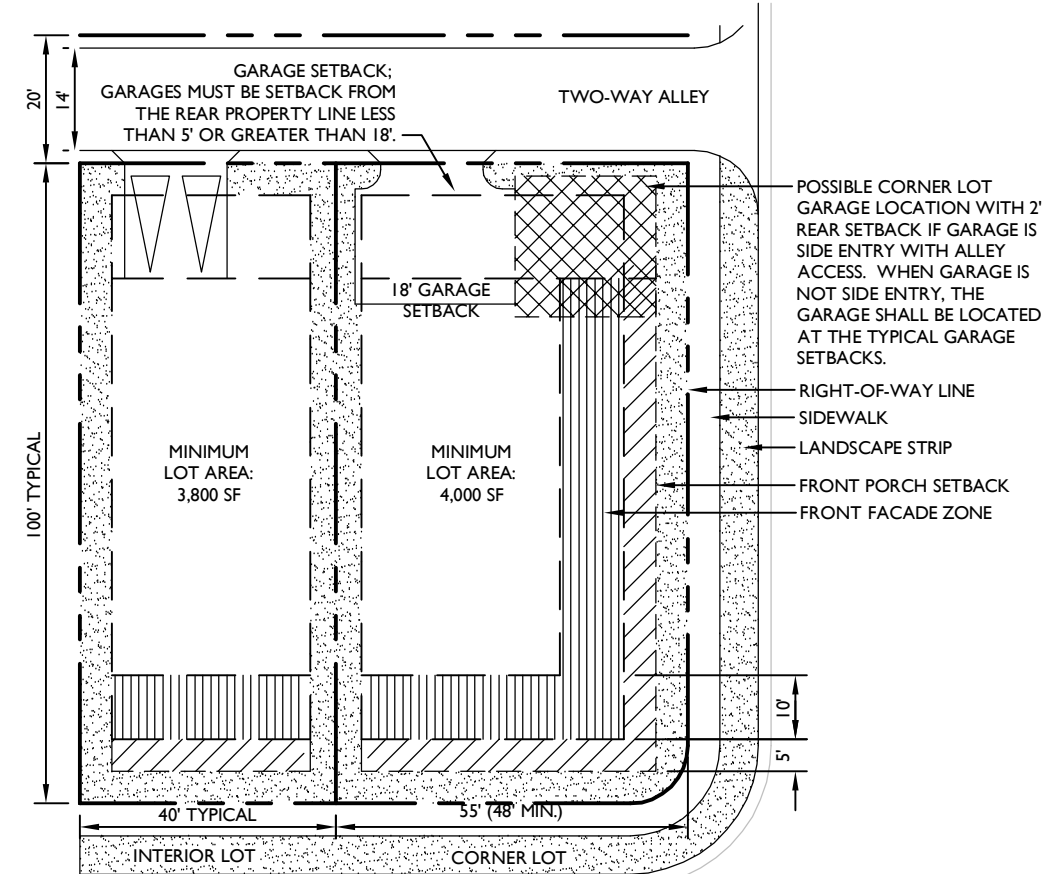 GARAGE SETBACK;
GARAGES MUST BE SETBACK FROM
THE REAR PROPERTY LINE LESS
THAN 5' OR GREATER THAN 18'.
20'
14'
TWO-WAY ALLEY
POSSIBLE CORNER LOT
GARAGE LOCATION WITH 2'
REAR SETBACK IF GARAGE IS
SIDE ENTRY WITH ALLEY
ACCESS. WHEN GARAGE IS
NOT SIDE ENTRY, THE
GARAGE SHALL BE LOCATED
AT THE TYPICAL GARAGE
SETBACKS.
18' GARAGE
SETBACK
RIGHT-OF-WAY LINE
SIDEWALK
LANDSCAPE STRIP
FRONT PORCH SETBACK
FRONT FACADE ZONE
100' TYPICAL
MINIMUM
LOT AREA:
3,800 SF
MINIMUM
LOT AREA:
4,000 SF
10'
5'
40' TYPICAL
55' (48' MIN.)
INTERIOR LOT
CORNER LOT